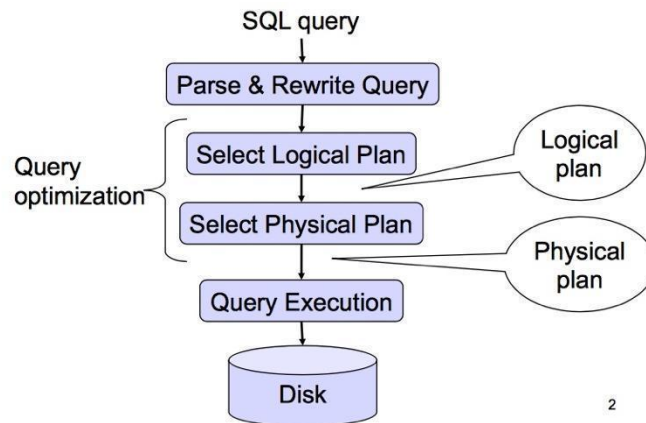 SQL query
Parse & Rewrite Query
Query
optimization
Select Logical Plan
Logical
plan
Select Physical Plan
Physical
plan
Query Execution
Disk
2